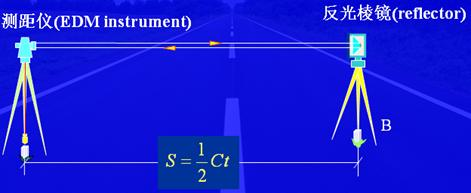 测距仪(EDM instrument)
反光棱镜(reflector)
B
S = 1/2 Ct